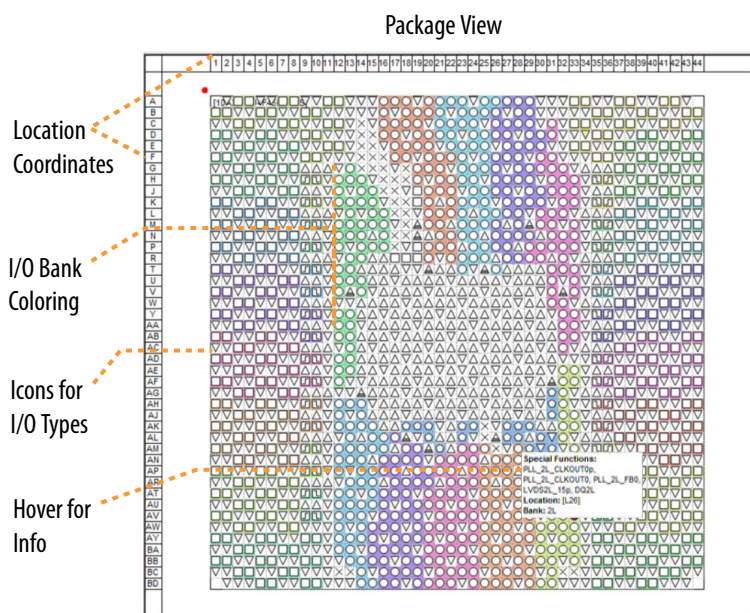 Package View
1 2 3 4 5 6 7 8 9 10 11 12 13 14 15 16 17 18 19 20 21 22 23 24 25 26 27 28 29 30 31 32 33 34 35 36 37 38 39 40 41 42 43 44
A
B
C
D
E
F
G
H
J
K
L
M
N
P
R
T
U
V
W
Y
AA
AB
AC
AD
AE
AF
AG
AH
AJ
AK
AL
AM
AN
AP
AR
AT
AU
AV
AW
AY
BA
BB
BC
BD
Location
Coordinates
I/O Bank
Coloring
Icons for
I/O Types
Hover for
Info
Special Functions:
PLL_2L_CLKOUT0p,
PLL_2L_CLKOUT0, PLL_2L_FB0,
LVDS2L_15p, DQ2L
Location: [L26]
Bank: 2L